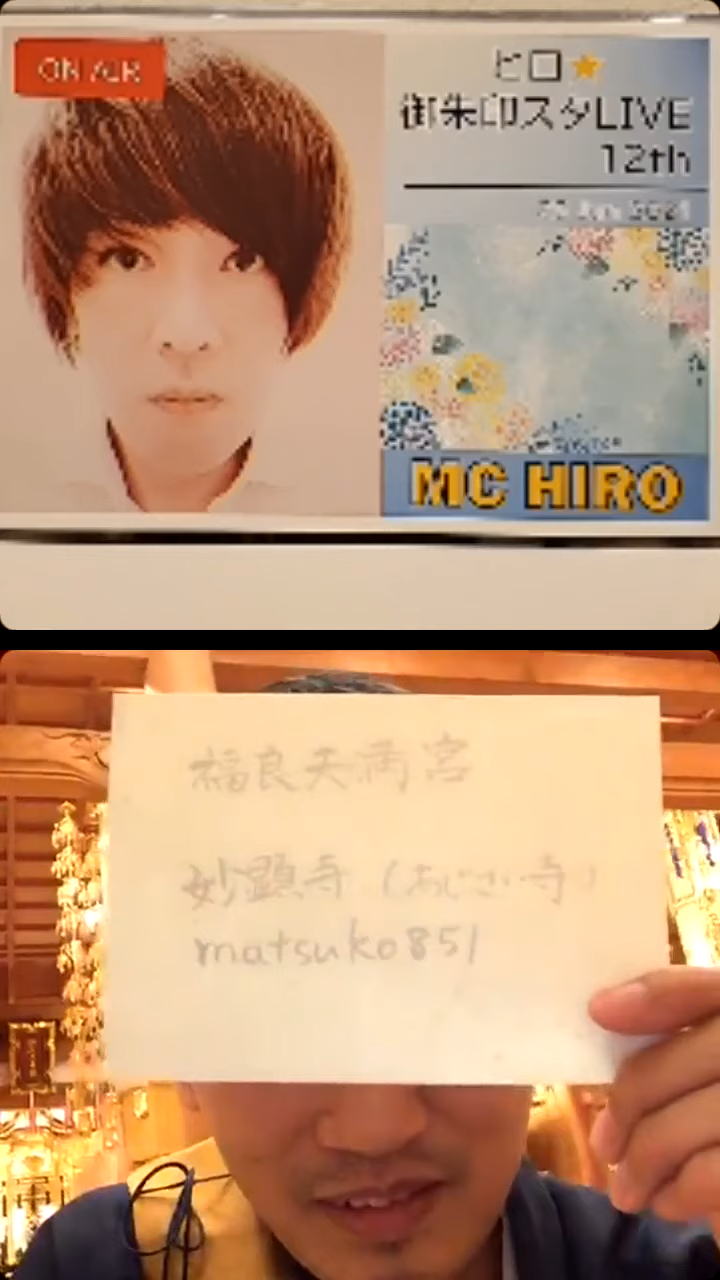 ON AIR
ヒロ★
御朱印スタLIVE
12th
MC HIRO
福良天満宮
妙顕寺（あじさい寺）
matsuko851